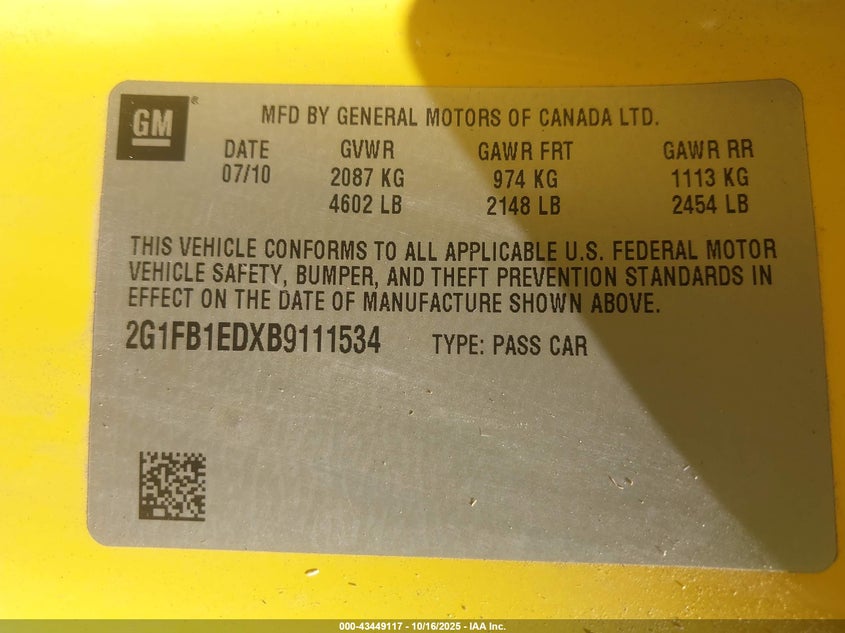 GM®
MFD BY GENERAL MOTORS OF CANADA LTD.
DATE GVWR GAWR FRT GAWR RR
07/10 2087 KG 974 KG 1113 KG
4602 LB 2148 LB 2454 LB
THIS VEHICLE CONFORMS TO ALL APPLICABLE U.S. FEDERAL MOTOR
VEHICLE SAFETY, BUMPER, AND THEFT PREVENTION STANDARDS IN
EFFECT ON THE DATE OF MANUFACTURE SHOWN ABOVE.
2G1FB1EDXB9111534 TYPE: PASS CAR
000-43449117 - 10/16/2025 - IAA Inc.